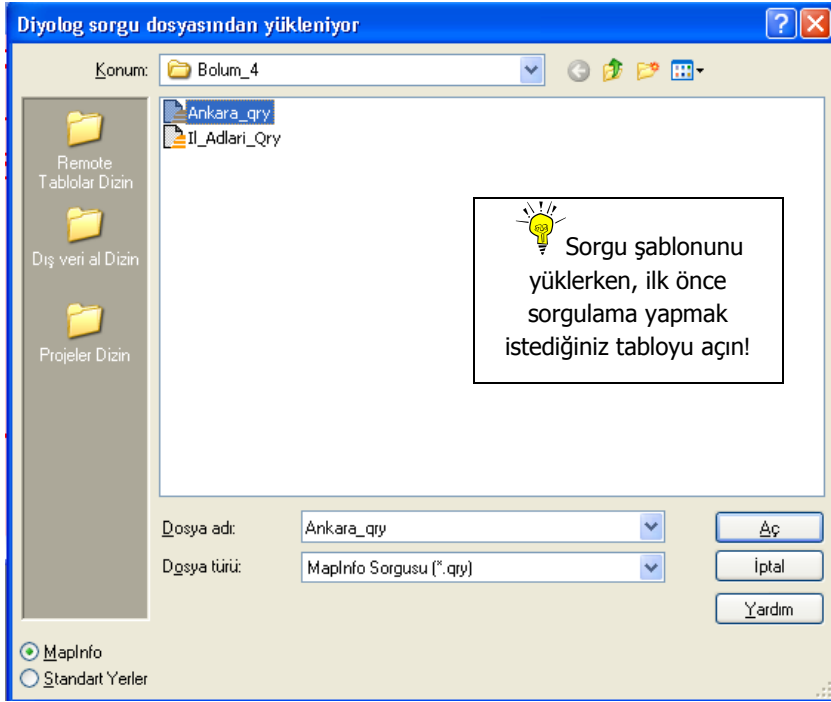 Diyolog sorgu dosyasından yükleniyor
Konum: Bolum_4
Ankara_qry
Il_Adlari_Qry
Remote
Tablolar Dizin
Dış veri al Dizin
Projeler Dizin
Sorgu şablonunu
yüklerken, ilk önce
sorgulama yapmak
istediğiniz tabloyu açın!
Dosya adı: Ankara_qry Aç
Dosya türü: MapInfo Sorgusu (*.qry) İptal
Yardım
MapInfo
Standart Yerler